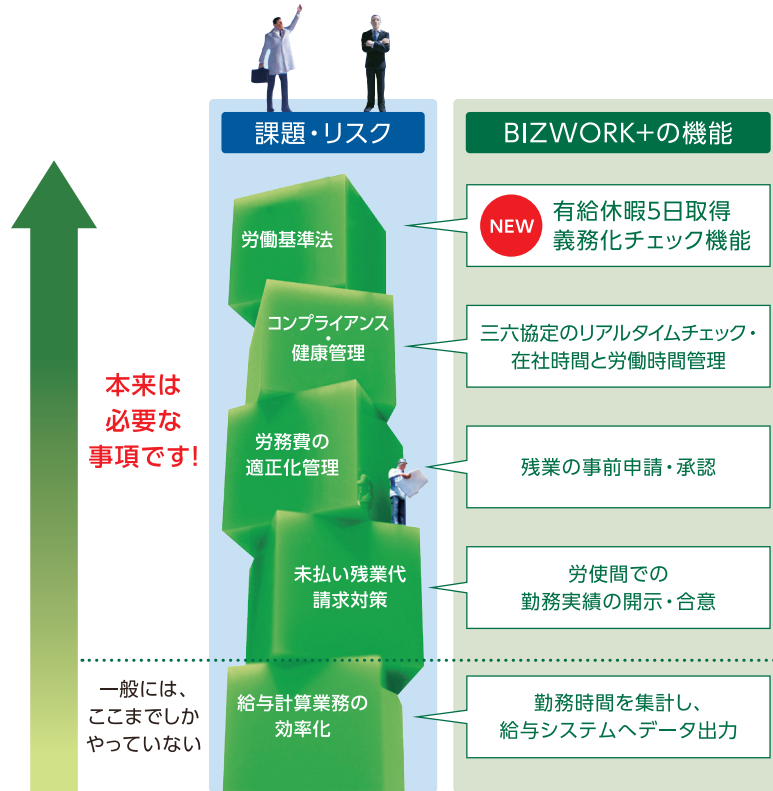 課題・リスク
BIZWORK+の機能
労働基準法
NEW
有給休暇5日取得
義務化チェック機能
コンプライアンス
・
健康管理
三六協定のリアルタイムチェック・
在社時間と労働時間管理
本来は
必要な
事項です!
労務費の
適正化管理
残業の事前申請・承認
未払い残業代
請求対策
労使間での
勤務実績の開示・合意
一般には、
ここまでしか
やっていない
給与計算業務の
効率化
勤務時間を集計し、
給与システムへデータ出力